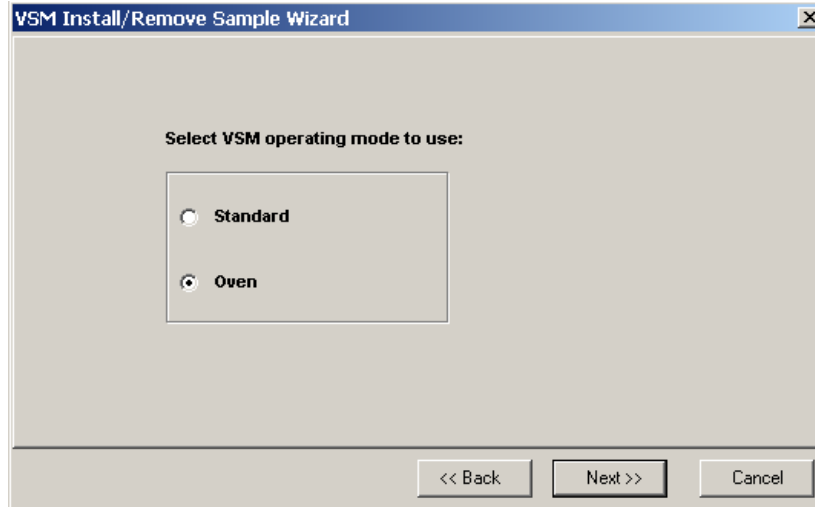 VSM Install/Remove Sample Wizard
Select VSM operating mode to use:
Standard
Oven
<< Back Next >> Cancel